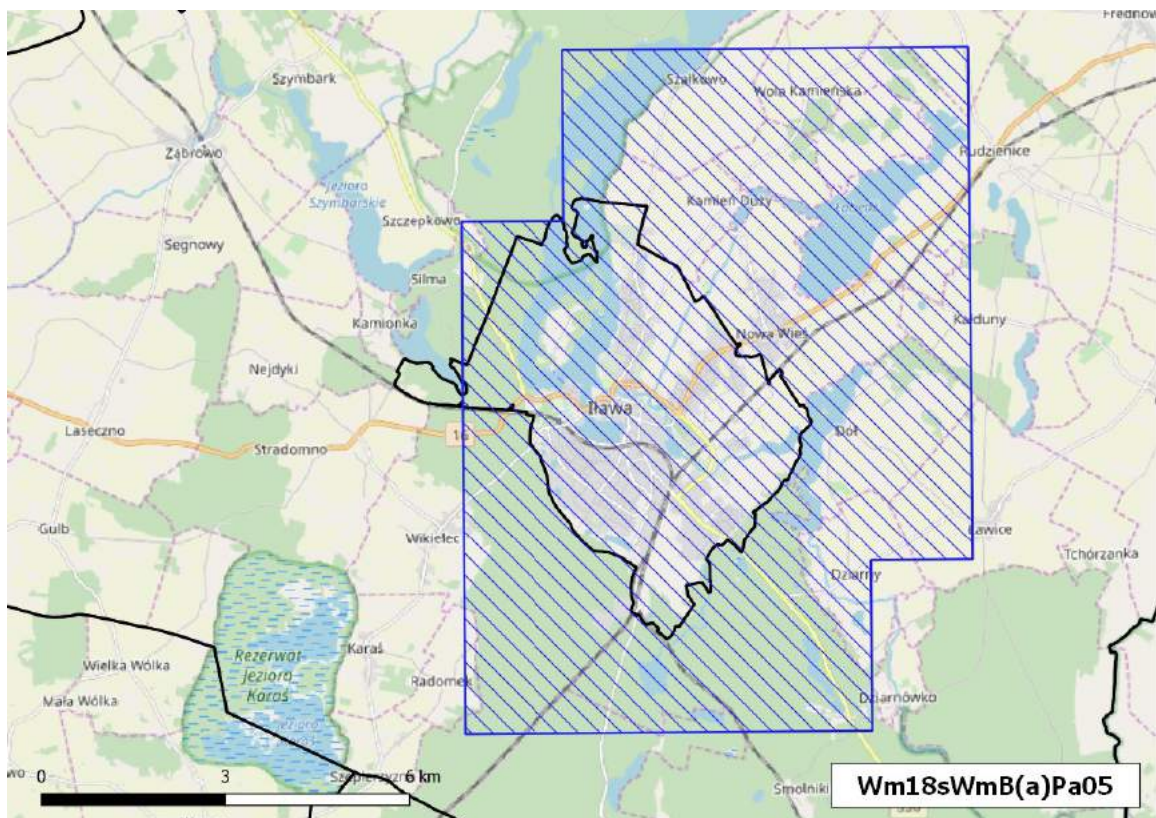 Frednow
Szymbark
Szałkowo
Wola Kamieńska
Ząbrowo
Rudzienice
Jezioro
Szymbarskie
Kamień Duży
Szczepkowo
Łabędź
Segnowy
Silma
Kamionka
Kałduny
Nowa Wieś
Nejdyki
Iława
Laseczno
16
Dół
Stradomno
Gulb
Wikielec
Ławice
Tchórzanka
Dziarny
Karaś
Rezerwat
Jeziora
Karaś
Wielka Wólka
Radomek
Mała Wólka
Dziarnówko
Jezioro
0 3 6 km
Smolniki
Wm18sWmB(a)Pa05